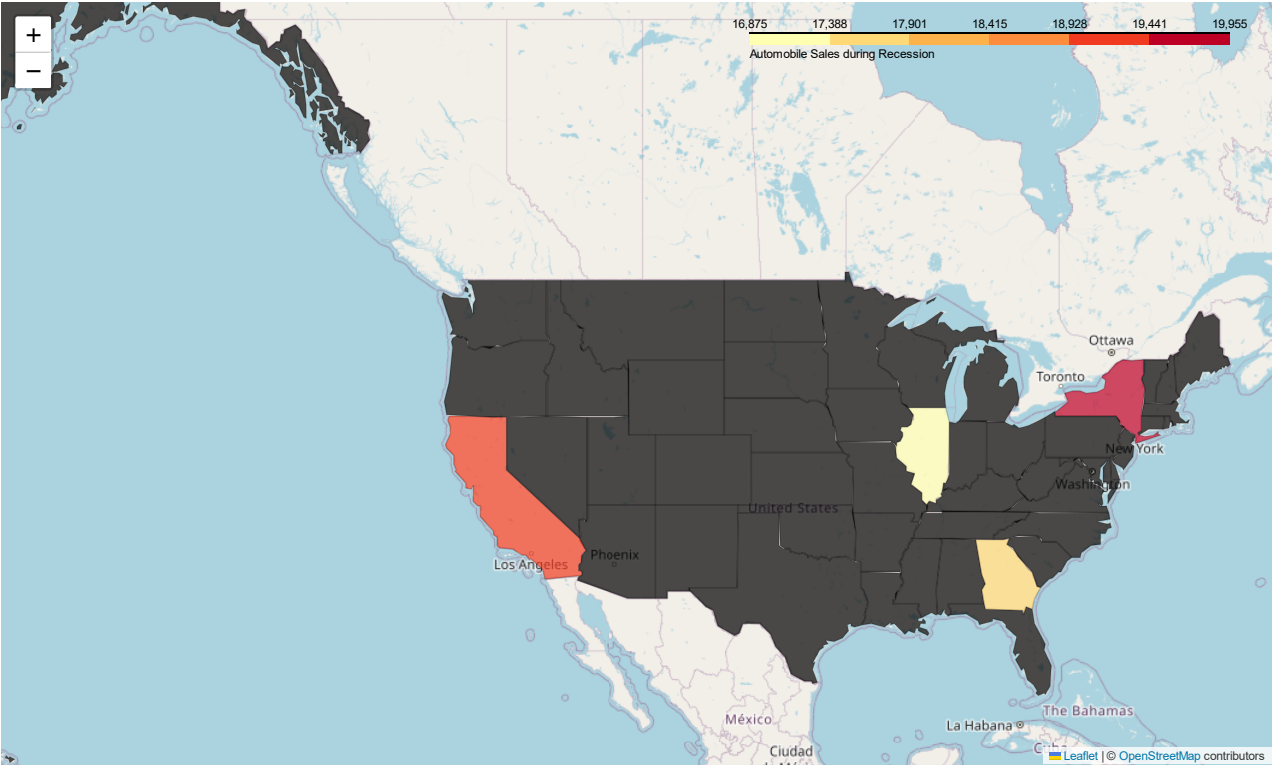 +
−
16,875 17,388 17,901 18,415 18,928 19,441 19,955
Automobile Sales during Recession
Ottawa
Toronto
New York
Washington
United States
Phoenix
Los Angeles
The Bahamas
México
La Habana
Cuba
Ciudad
Leaflet | © OpenStreetMap contributors